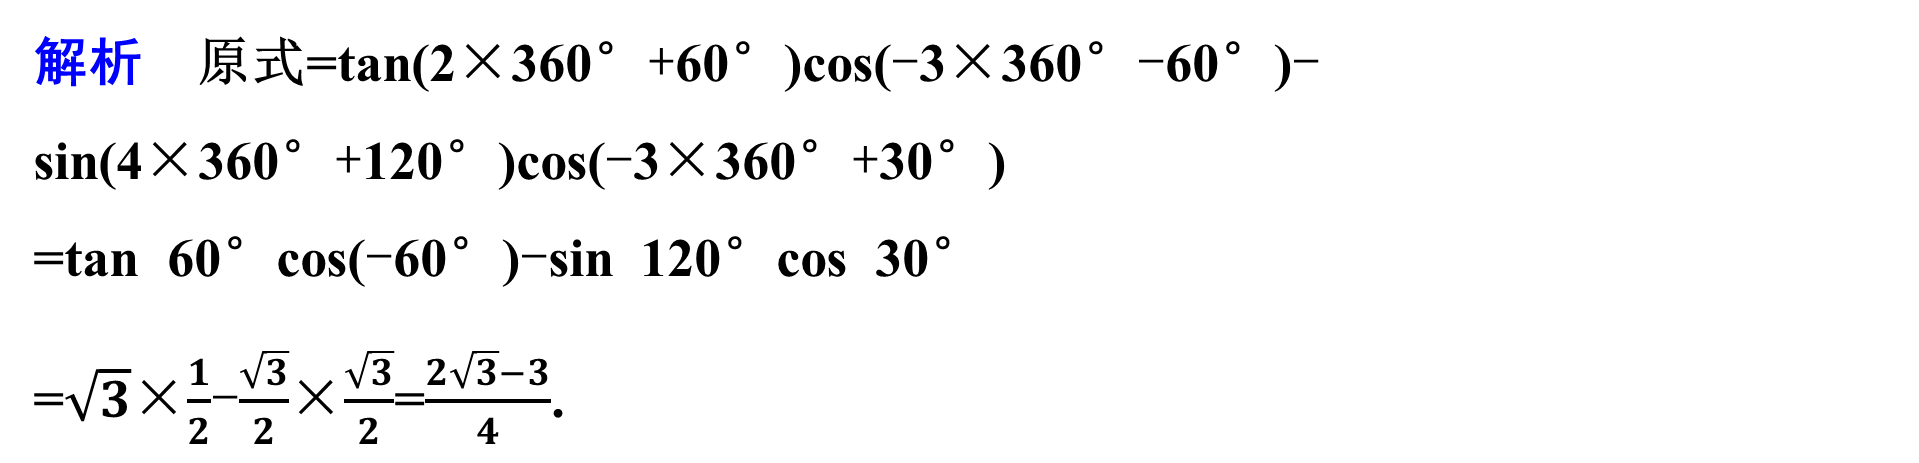 解析 原式=tan(2×360°+60°)cos(−3×360°−60°)−
sin(4×360°+120°)cos(−3×360°+30°)
=tan 60°cos(−60°)−sin 120°cos 30°
=√3×1/2−√3/2×√3/2=(2√3−3)/4.